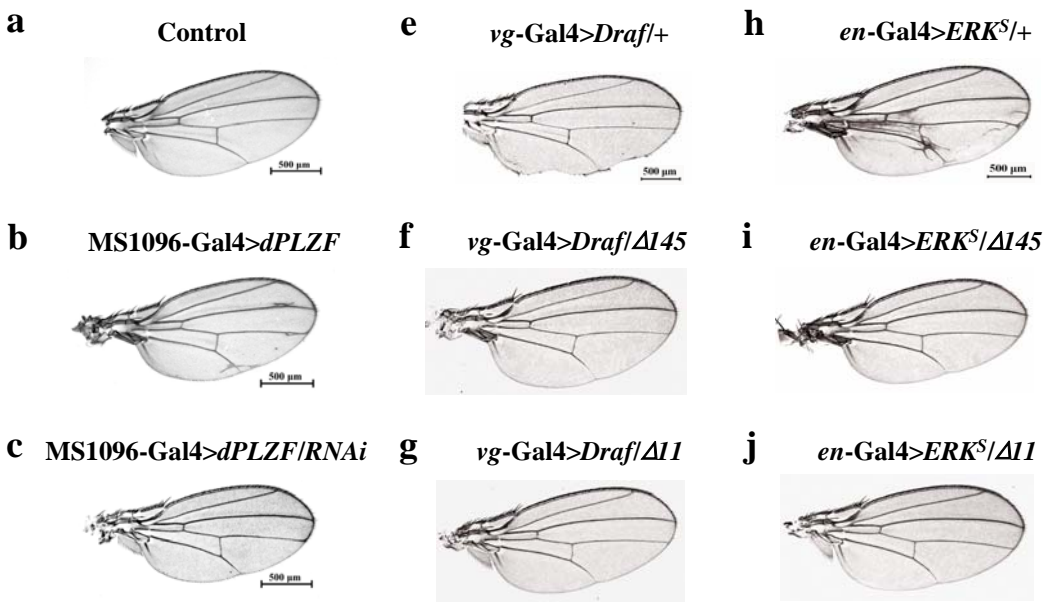 a
Control
500 μm
b
MS1096-Gal4>dPLZF
500 μm
c
MS1096-Gal4>dPLZF/RNAi
500 μm
e
vg-Gal4>Draf/+
500 μm
f
vg-Gal4>Draf/Δ145
g
vg-Gal4>Draf/Δ11
h
en-Gal4>ERKS/+
500 μm
i
en-Gal4>ERKS/Δ145
j
en-Gal4>ERKS/Δ11